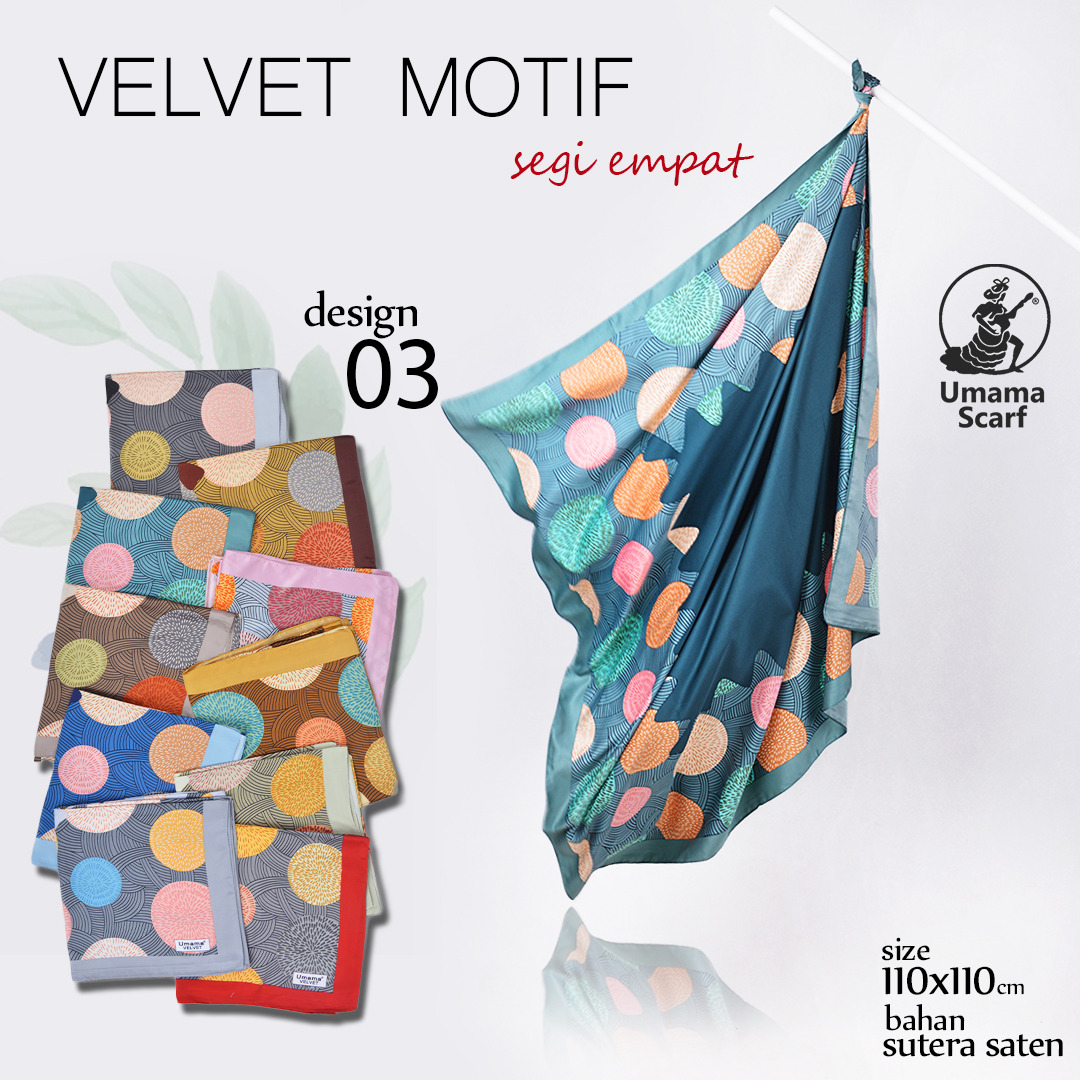 VELVET MOTIF
segi empat
design
03
®
Umama
Scarf
Umama®
VELVET
Umama®
VELVET
size
110x110cm
bahan
sutera saten